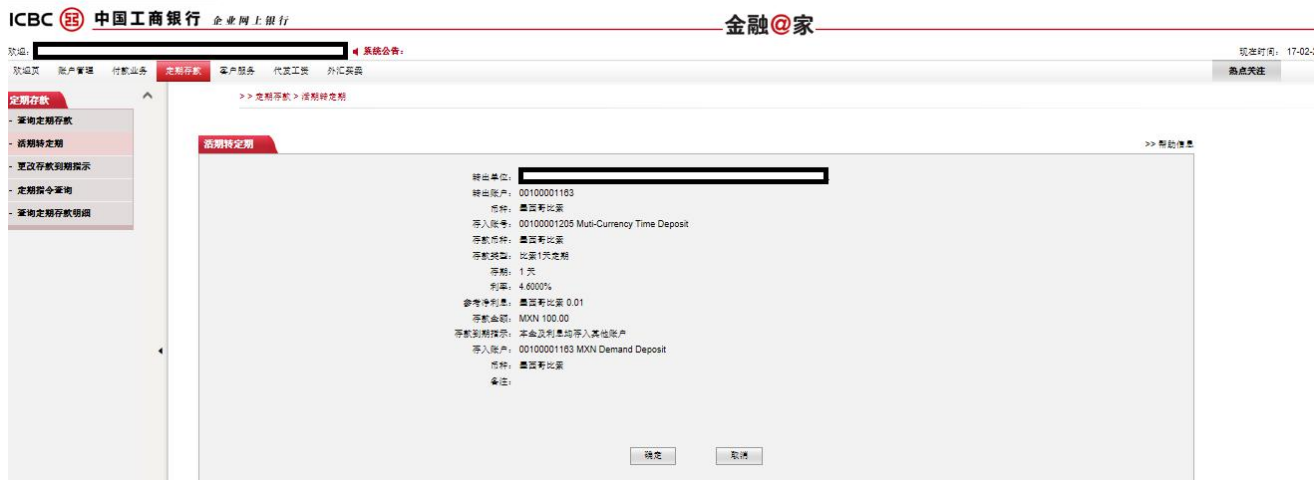 ICBC 中国工商银行 企业网上银行
金融@家
欢迎： 系统公告： 现在时间： 17-02-
欢迎页 账户管理 付款业务 定期存款 客户服务 代发工资 外汇买卖 热点关注
定期存款 >> 定期存款 > 活期转定期
- 查询定期存款
- 活期转定期
- 更改存款到期指示
- 定期指令查询
- 查询定期存款明细
活期转定期 >> 帮助信息
转出单位：
转出账户： 00100001163
币种： 墨西哥比索
存入账号： 00100001205 Muti-Currency Time Deposit
存款币种： 墨西哥比索
存款类型： 比索1天定期
存期： 1 天
利率： 4.6000%
参考净利息： 墨西哥比索 0.01
存款金额： MXN 100.00
存款到期指示： 本金及利息均存入其他账户
存入账户： 00100001163 MXN Demand Deposit
币种： 墨西哥比索
备注：
确定 取消